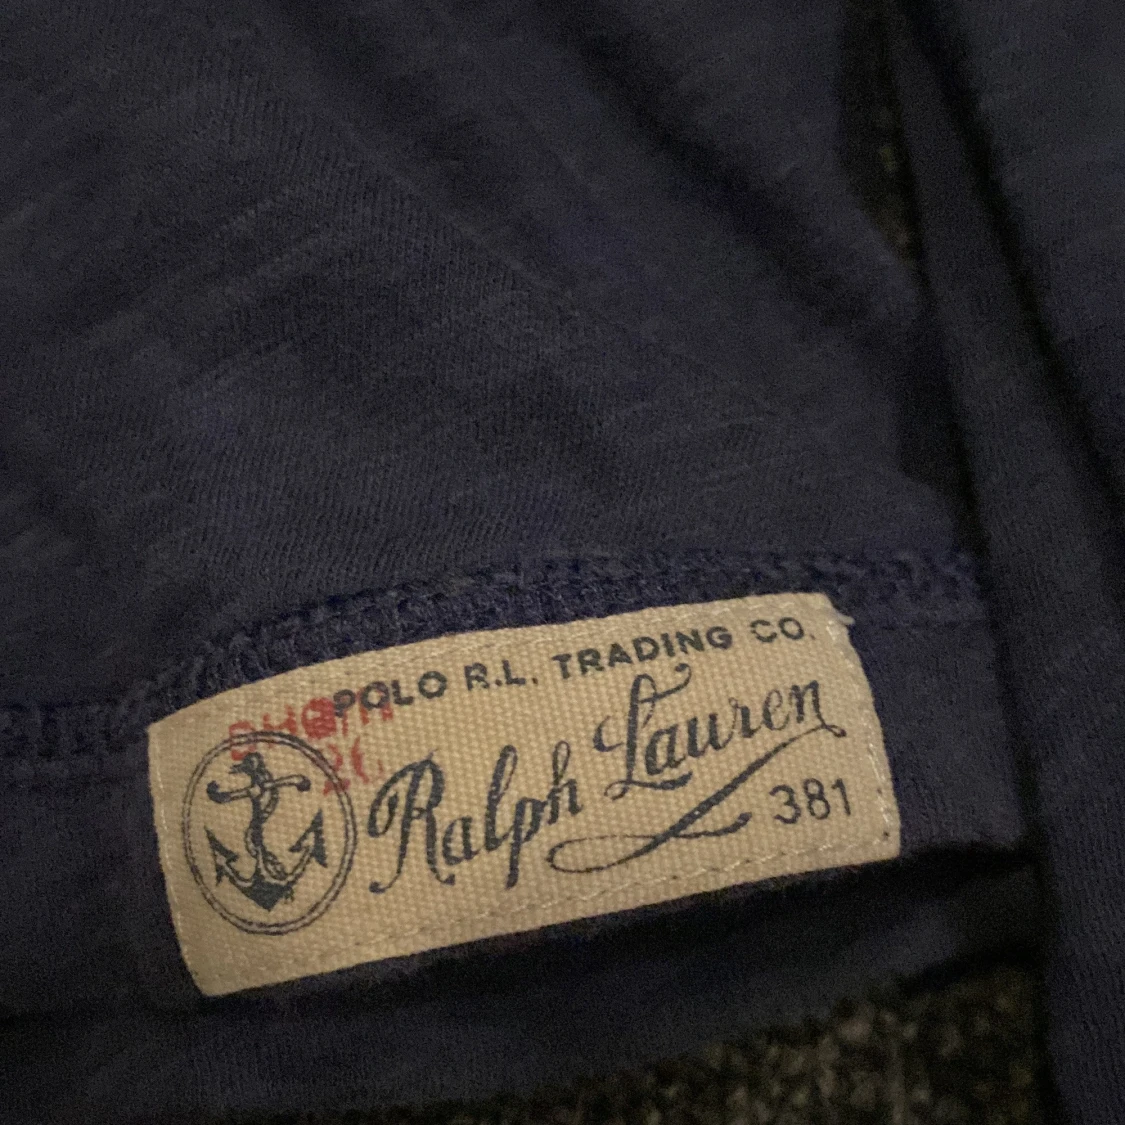 POLO R.L. TRADING CO.
Ralph Lauren
381